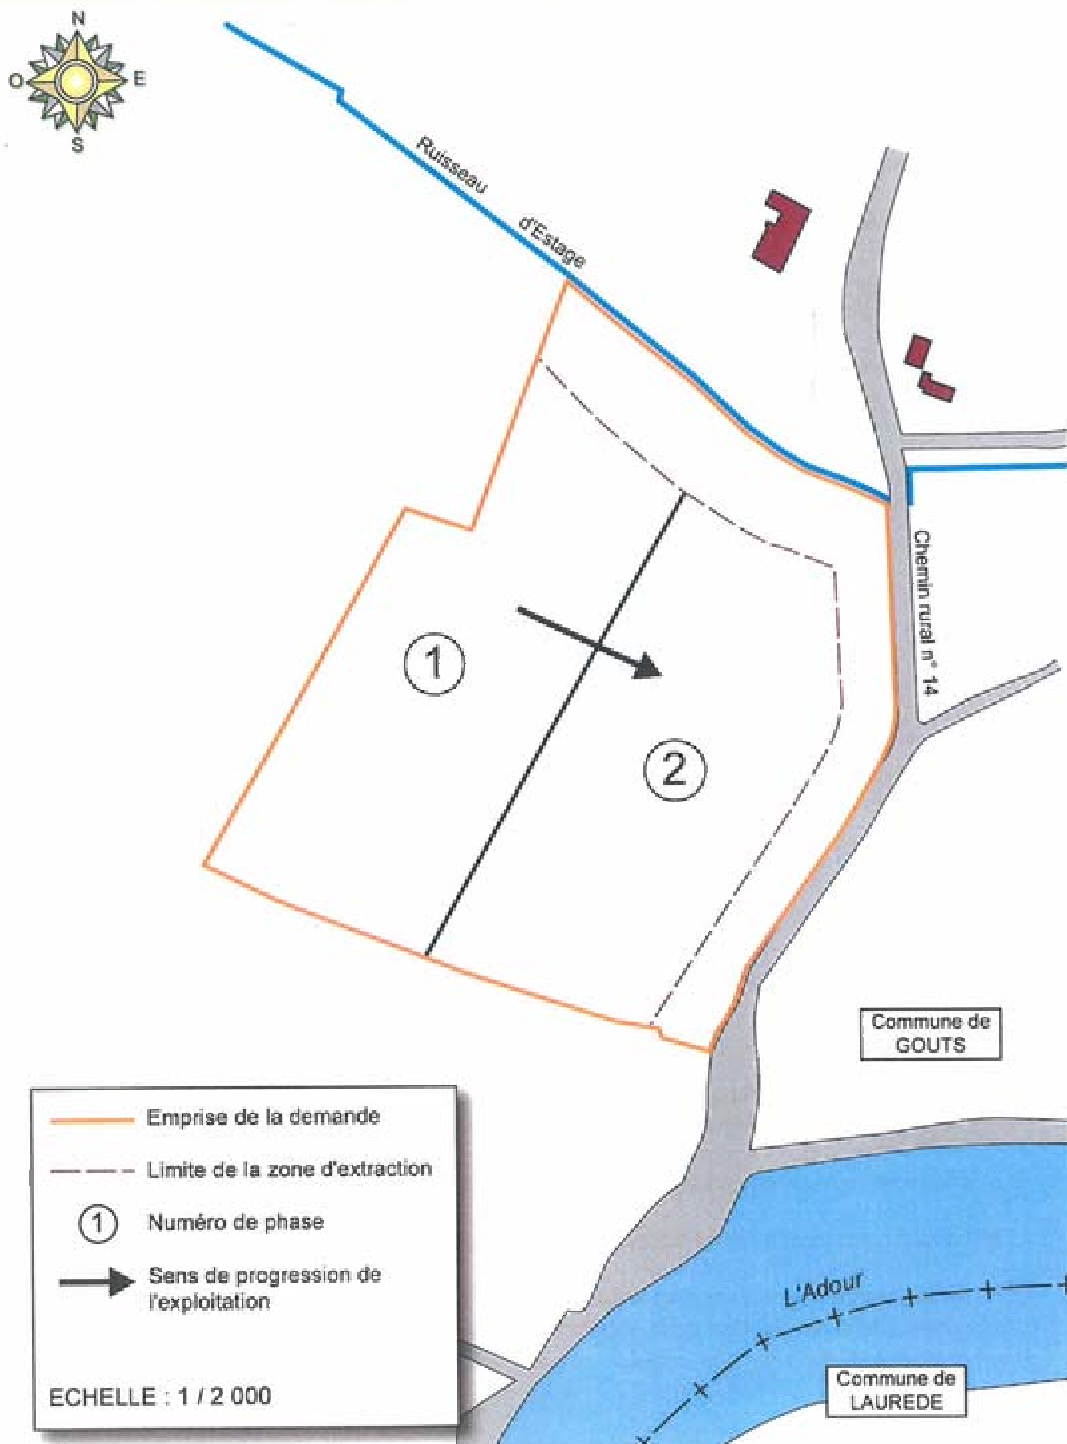 N
O
E
S
Ruisseau
d'Estage
Chemin rural n° 14
1
2
Commune de
GOUTS
Emprise de la demande
Limite de la zone d'extraction
1
Numéro de phase
Sens de progression de
l'exploitation
ECHELLE : 1 / 2 000
L'Adour
Commune de
LAUREDE